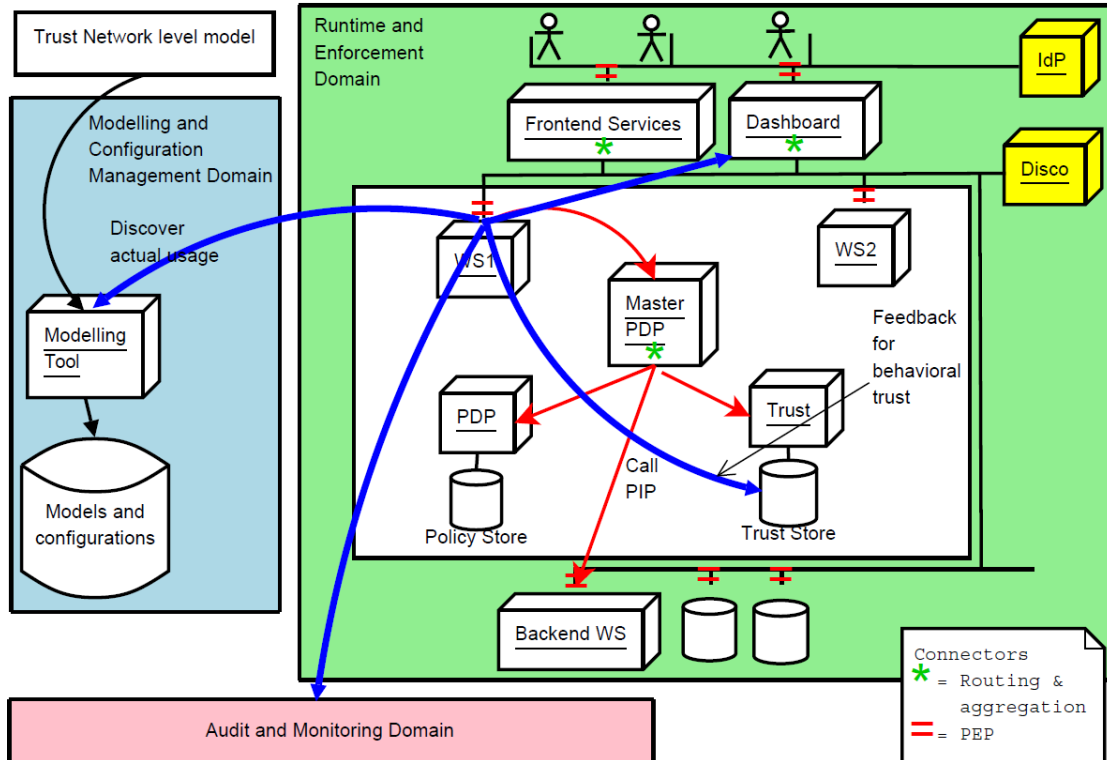 Trust Network level model
Modelling and
Configuration
Management Domain
Discover
actual usage
Modelling
Tool
Models and
configurations
Runtime and
Enforcement
Domain
IdP
Frontend Services
*
Dashboard
*
Disco
WS1
WS2
Master
PDP
*
Feedback
for
behavioral
trust
PDP
Trust
Call
PIP
Policy Store
Trust Store
Backend WS
Connectors
* = Routing &
aggregation
= = PEP
Audit and Monitoring Domain